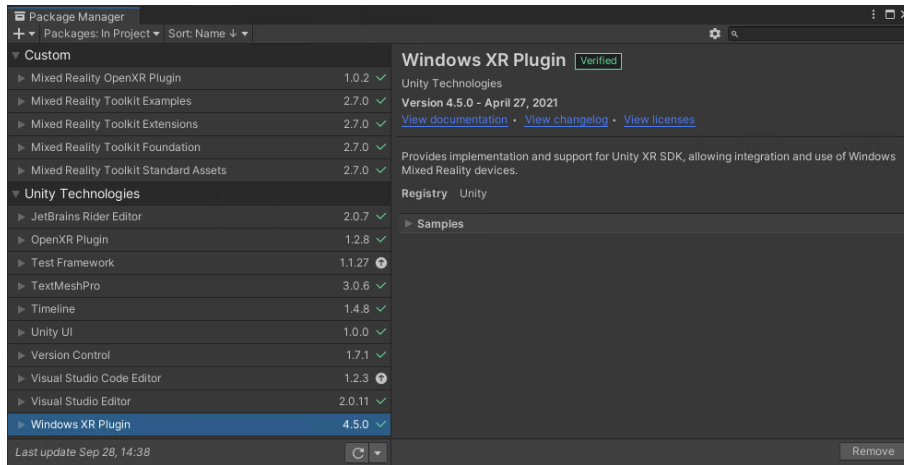 Package Manager
Packages: In Project Sort: Name ↓
Custom
Mixed Reality OpenXR Plugin 1.0.2
Mixed Reality Toolkit Examples 2.7.0
Mixed Reality Toolkit Extensions 2.7.0
Mixed Reality Toolkit Foundation 2.7.0
Mixed Reality Toolkit Standard Assets 2.7.0
Unity Technologies
JetBrains Rider Editor 2.0.7
OpenXR Plugin 1.2.8
Test Framework 1.1.27
TextMeshPro 3.0.6
Timeline 1.4.8
Unity UI 1.0.0
Version Control 1.7.1
Visual Studio Code Editor 1.2.3
Visual Studio Editor 2.0.11
Windows XR Plugin 4.5.0
Last update Sep 28, 14:38
Windows XR Plugin Verified
Unity Technologies
Version 4.5.0 - April 27, 2021
View documentation • View changelog • View licenses
Provides implementation and support for Unity XR SDK, allowing integration and use of Windows
Mixed Reality devices.
Registry Unity
Samples
Remove